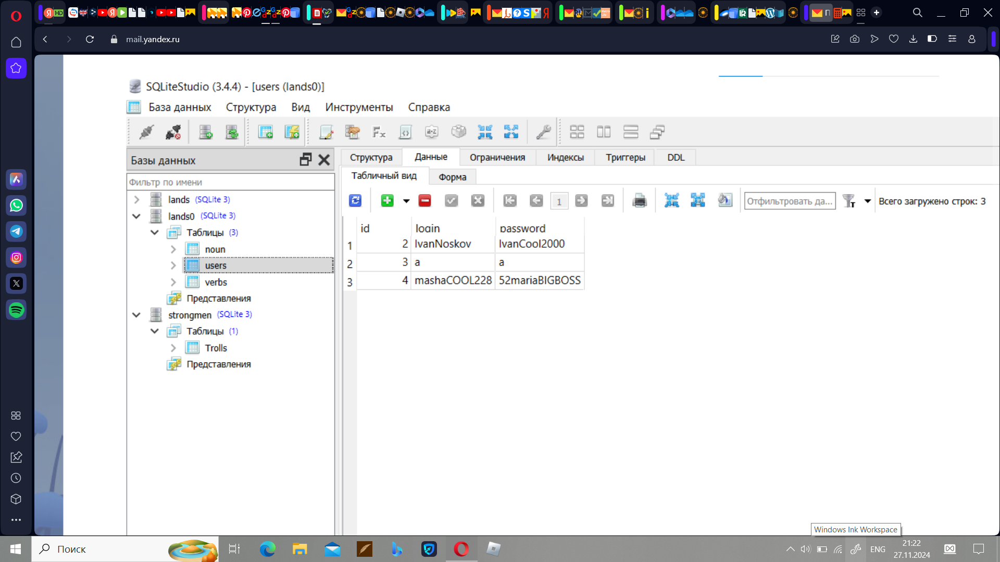 mail.yandex.ru
SQLiteStudio (3.4.4) - [users (lands0)]
База данных Структура Вид Инструменты Справка
Базы данных
Структура Данные Ограничения Индексы Триггеры DDL
Табличный вид Форма
Фильтр по имени
1 Отфильтровать да... Всего загружено строк: 3
lands (SQLite 3)
lands0 (SQLite 3)
Таблицы (3)
noun
users
verbs
Представления
strongmen (SQLite 3)
Таблицы (1)
Trolls
Представления
id login password
1 2 IvanNoskov IvanCool2000
2 3 a a
3 4 mashaCOOL228 52mariaBIGBOSS
Windows Ink Workspace
Поиск
ENG
21:22
27.11.2024